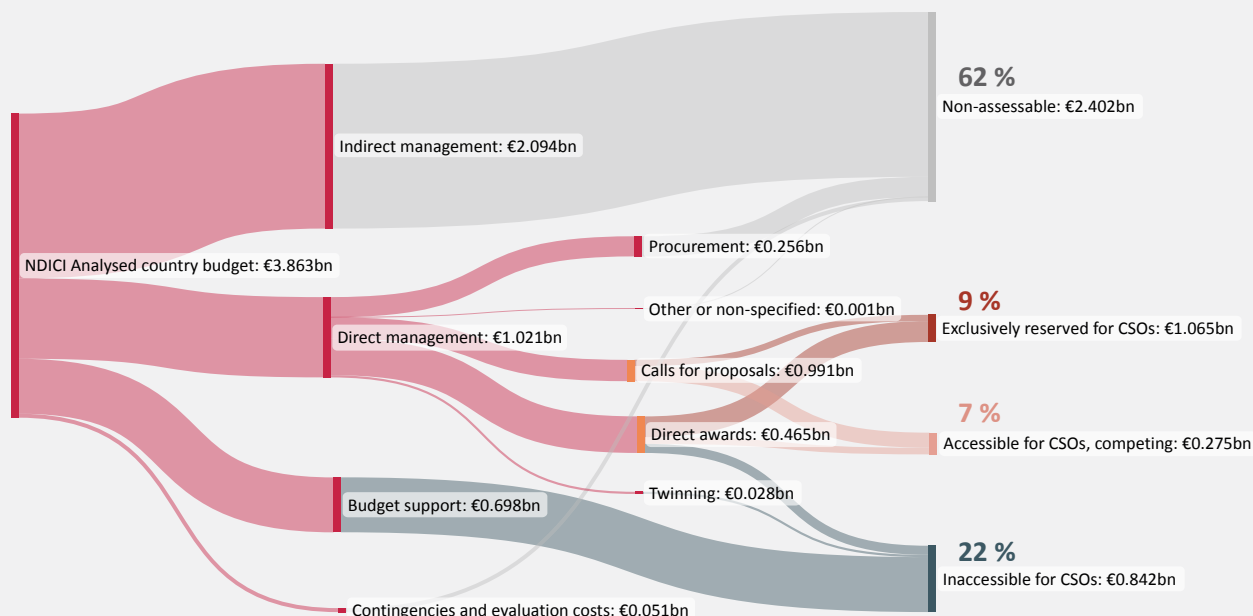 NDICI Analysed country budget: €3.863bn
Indirect management: €2.094bn
Direct management: €1.021bn
Budget support: €0.698bn
Contingencies and evaluation costs: €0.051bn
Procurement: €0.256bn
Other or non-specified: €0.001bn
Calls for proposals: €0.991bn
Direct awards: €0.465bn
Twinning: €0.028bn
62 %
Non-assessable: €2.402bn
9 %
Exclusively reserved for CSOs: €1.065bn
7 %
Accessible for CSOs, competing: €0.275bn
22 %
Inaccessible for CSOs: €0.842bn